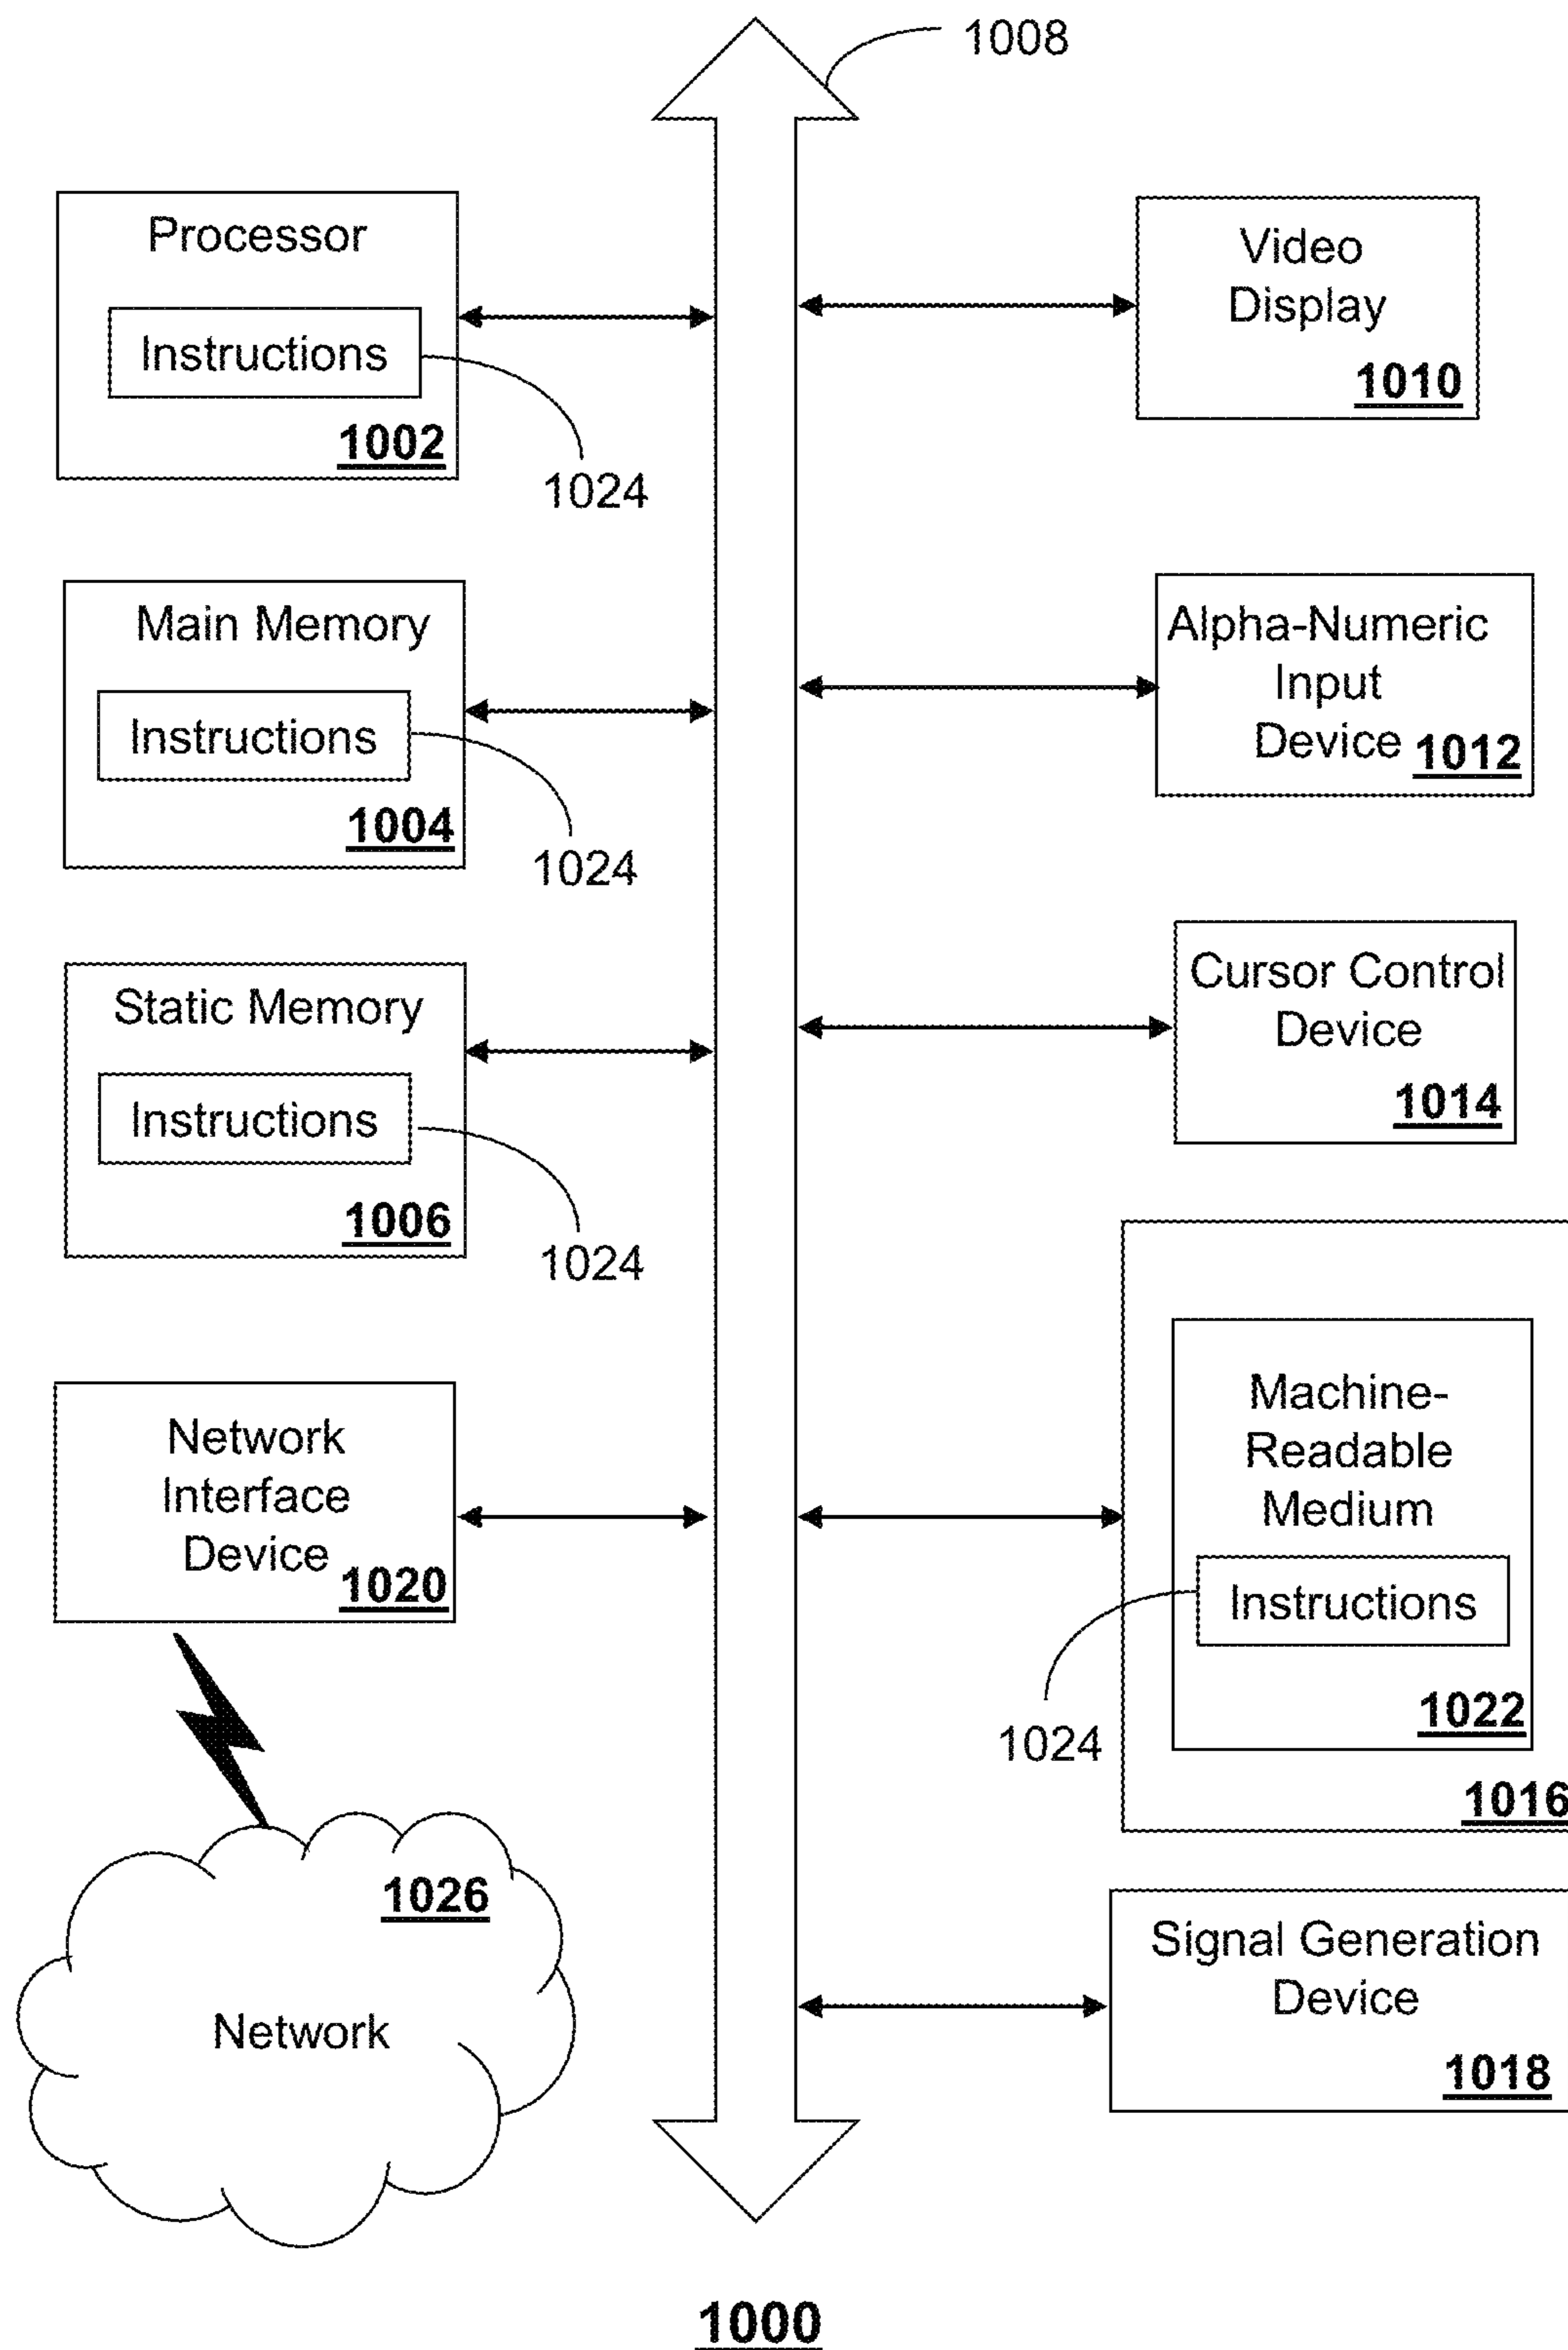 1008
Processor
Instructions
1002
1024
Video
Display
1010
Main Memory
Instructions
1004
1024
Alpha-Numeric
Input
Device 1012
Static Memory
Instructions
1006
1024
Cursor Control
Device
1014
Network
Interface
Device
1020
Machine-
Readable
Medium
Instructions
1022
1024
1016
1026
Network
Signal Generation
Device
1018
1000